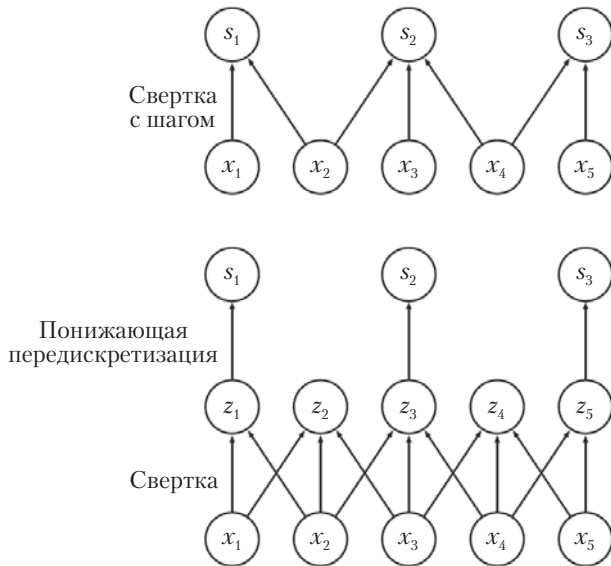 s₁ s₂ s₃
Свертка
с шагом
x₁ x₂ x₃ x₄ x₅
s₁ s₂ s₃
Понижающая
передискретизация
z₁ z₂ z₃ z₄ z₅
Свертка
x₁ x₂ x₃ x₄ x₅